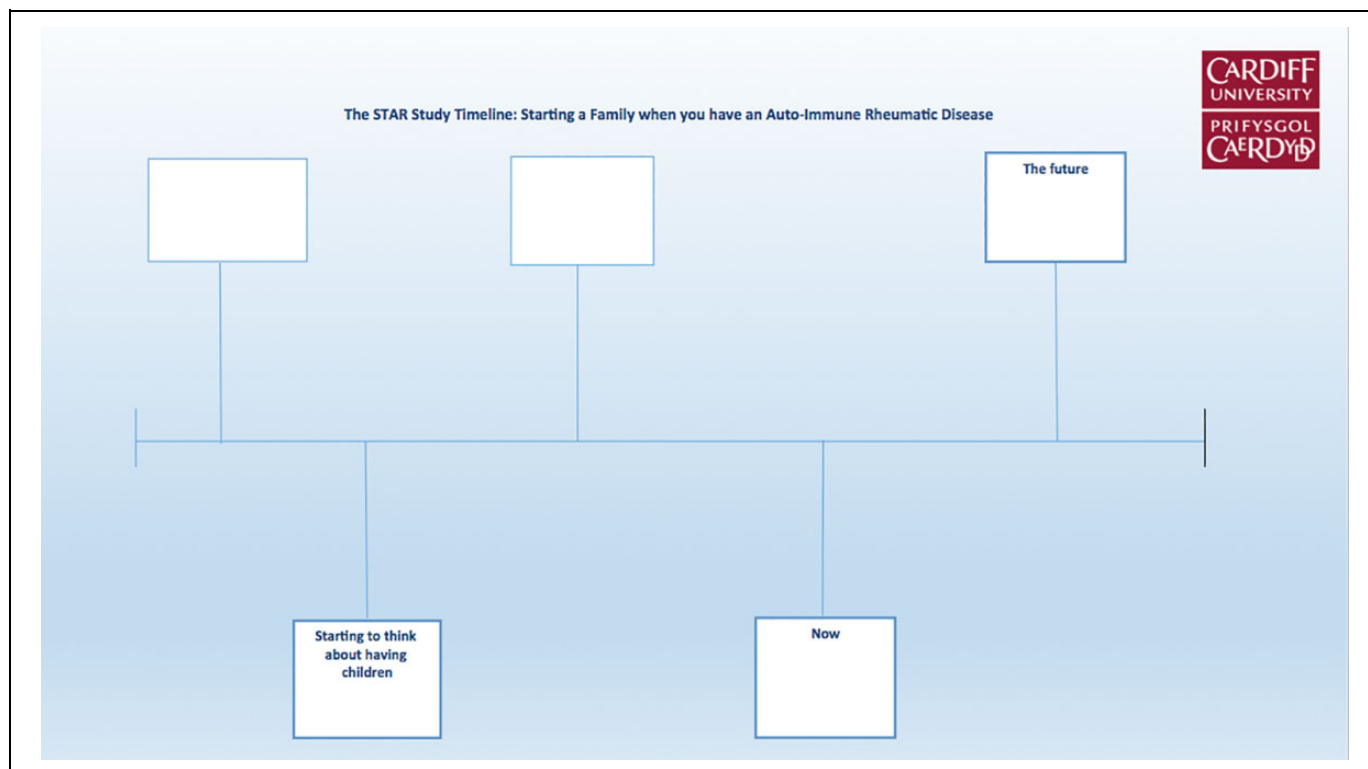 CARDIFF
UNIVERSITY
PRIFYSGOL
CAERDYDD
The STAR Study Timeline: Starting a Family when you have an Auto-Immune Rheumatic Disease
The future
Starting to think
about having
children
Now